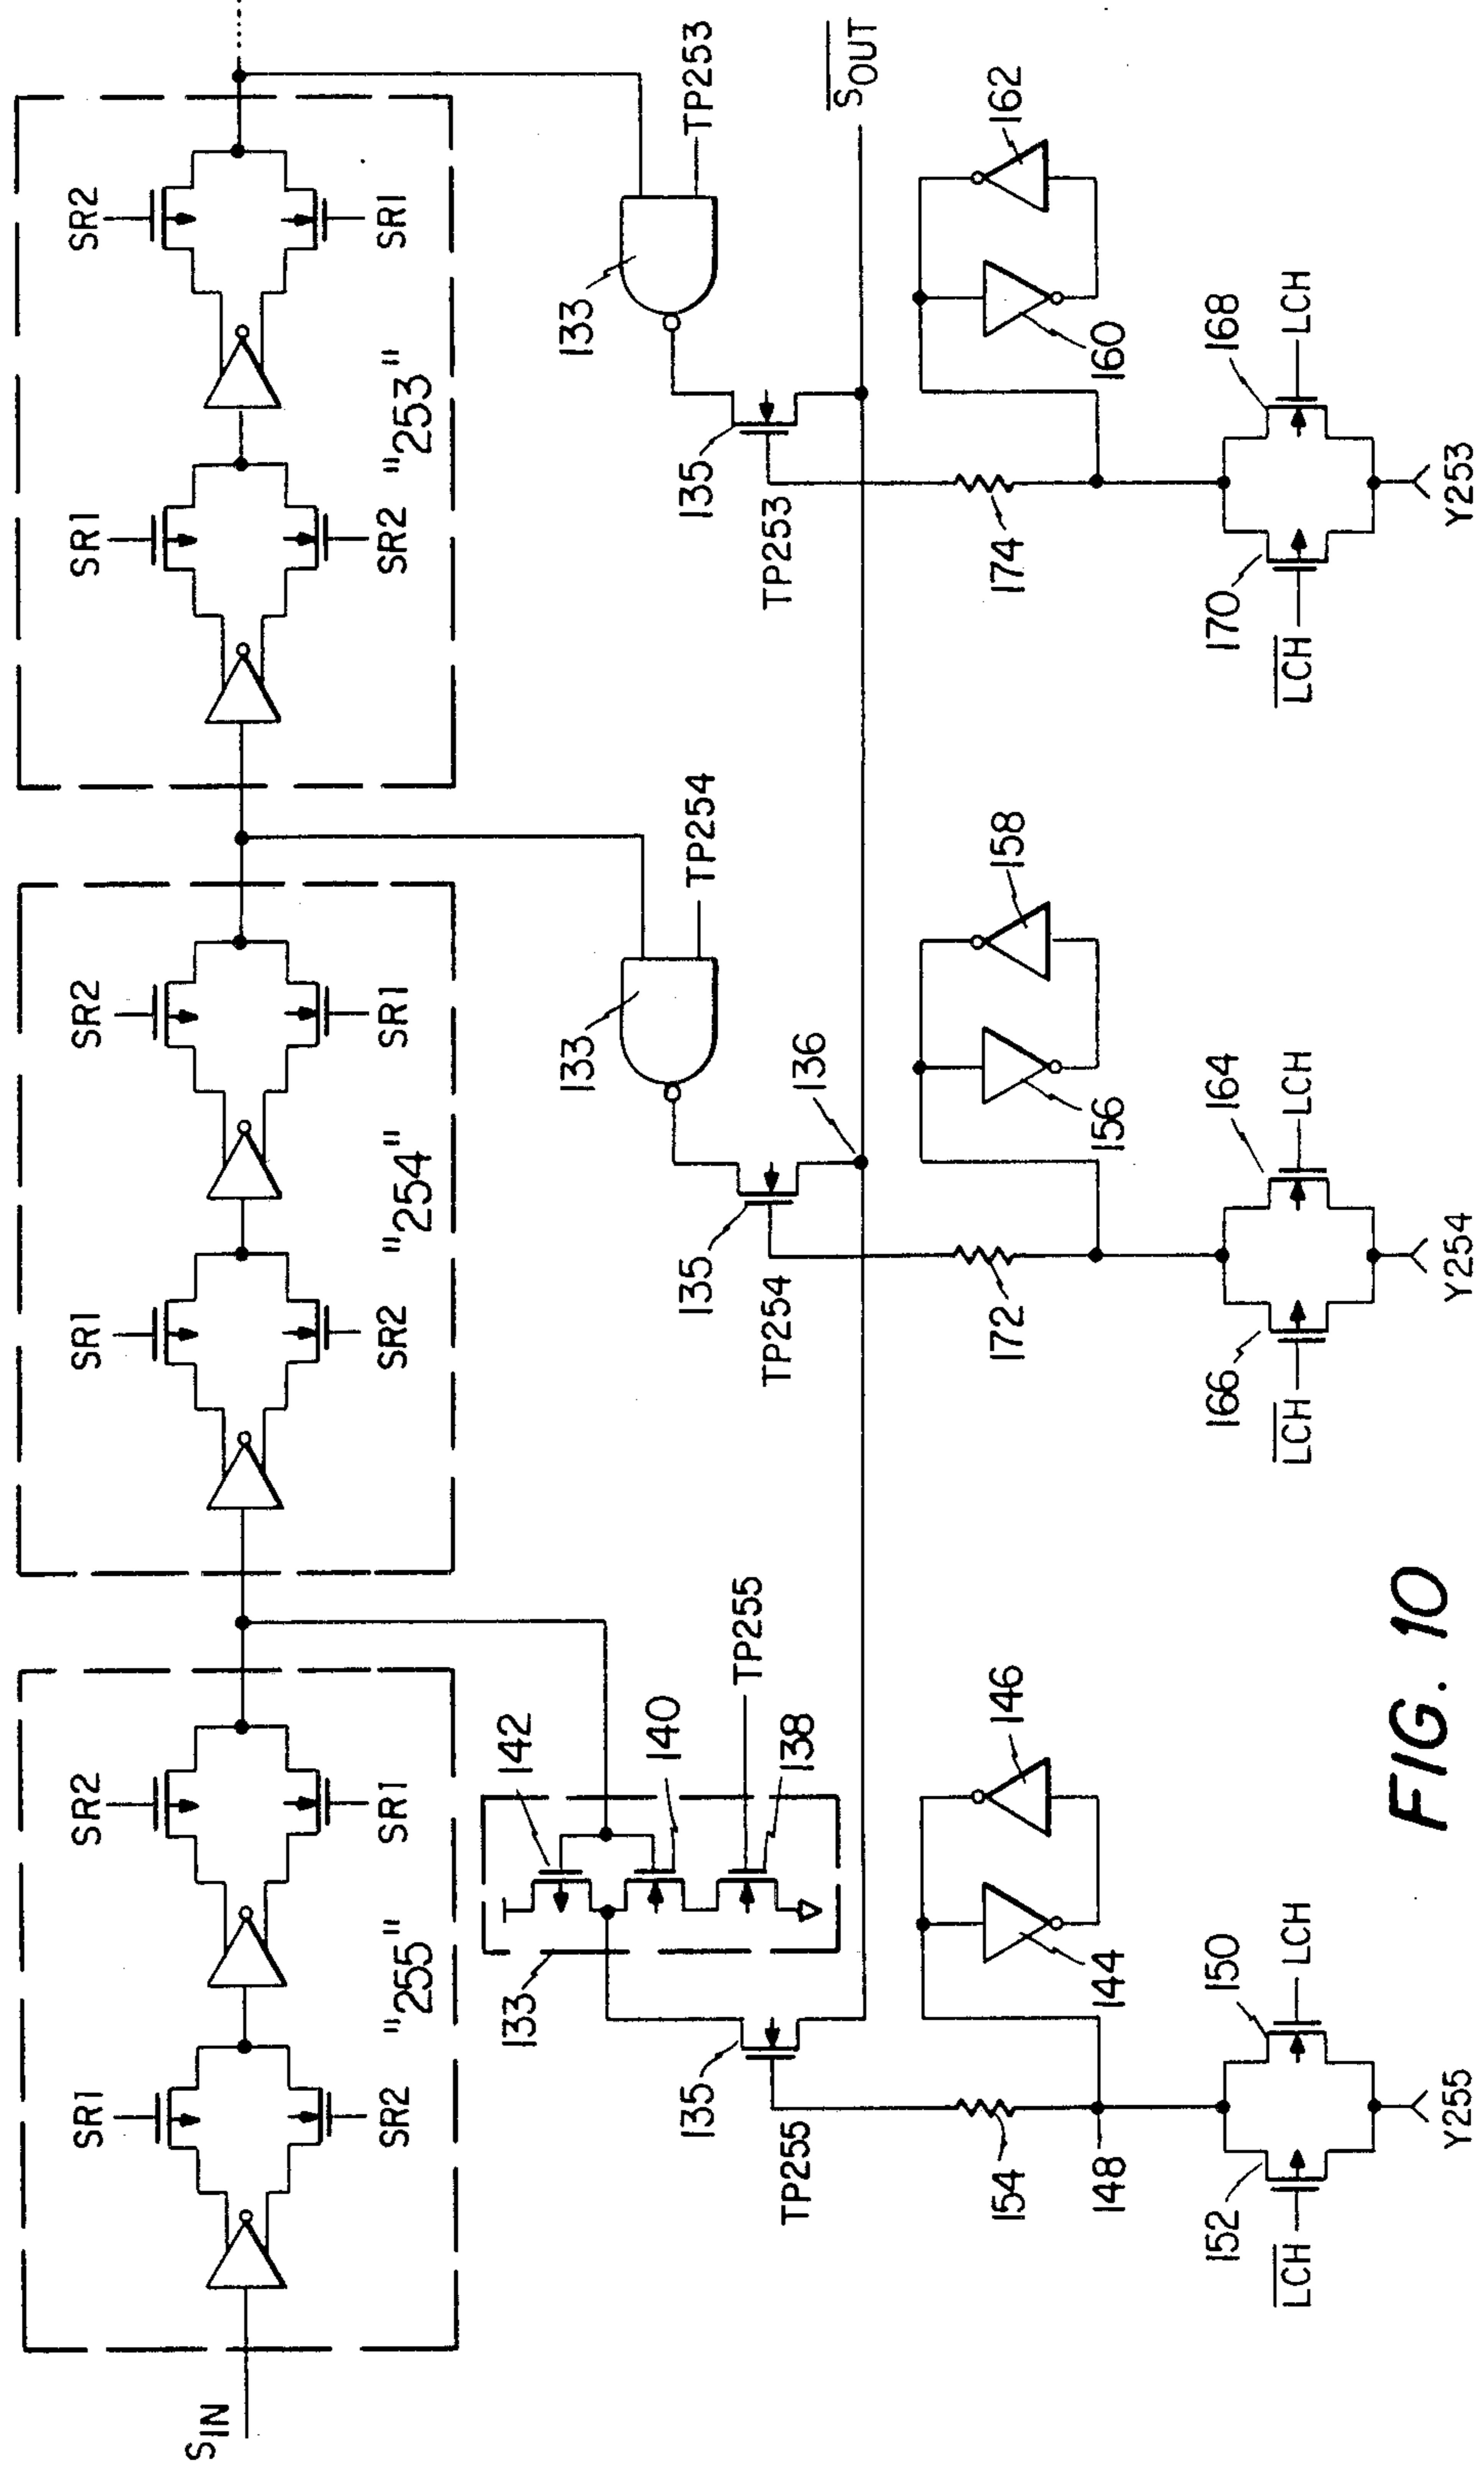 SIN
SR1
SR2
SR2
SR1
"255"
SR1
SR2
SR2
SR1
"254"
SR1
SR2
SR2
SR1
"253"
133
142
140
TP255
138
133
TP254
133
TP253
135
TP255
135
TP254
136
135
TP253
SOUT
154
148
144
146
172
156
158
174
160
162
LCH
152
150
LCH
Y255
LCH
166
164
LCH
Y254
LCH
170
168
LCH
Y253
FIG. 10